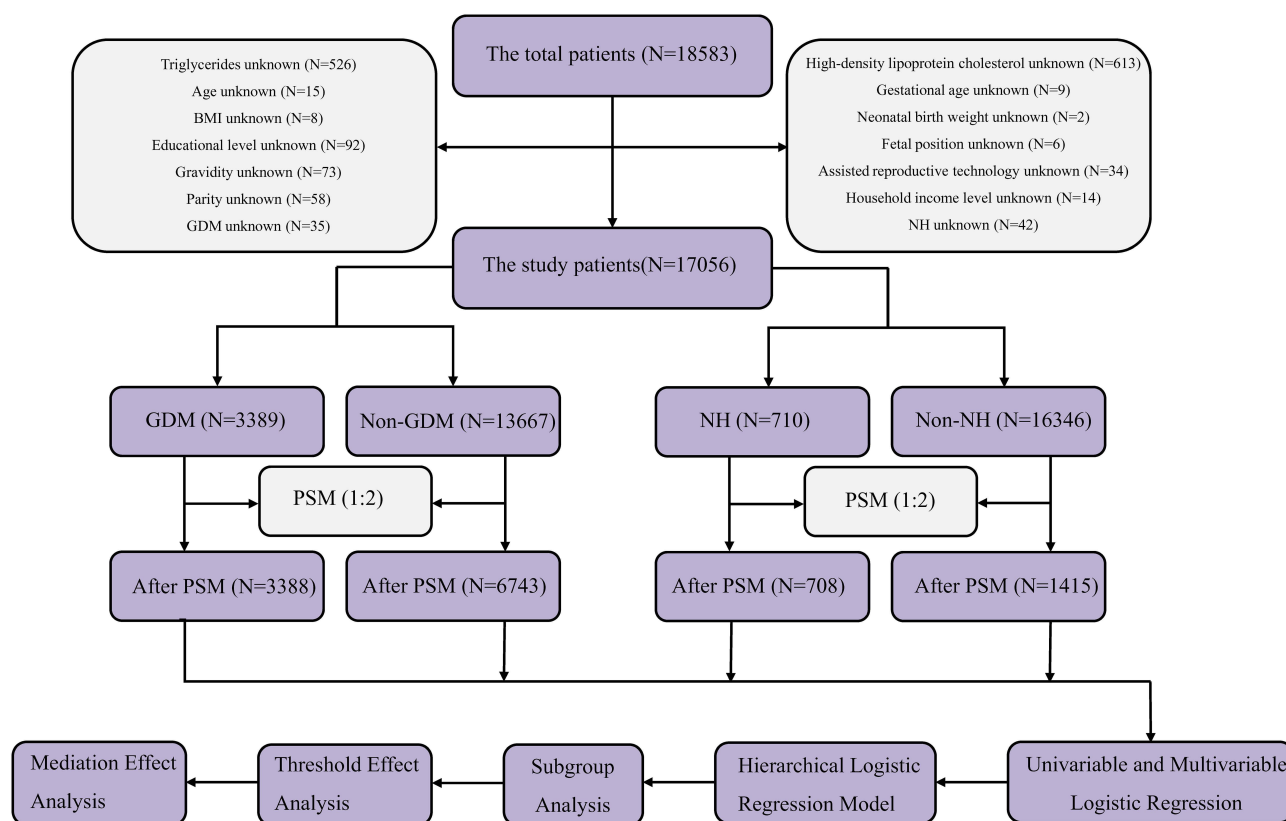 The total patients (N=18583)
Triglycerides unknown (N=526)
Age unknown (N=15)
BMI unknown (N=8)
Educational level unknown (N=92)
Gravidity unknown (N=73)
Parity unknown (N=58)
GDM unknown (N=35)
High-density lipoprotein cholesterol unknown (N=613)
Gestational age unknown (N=9)
Neonatal birth weight unknown (N=2)
Fetal position unknown (N=6)
Assisted reproductive technology unknown (N=34)
Household income level unknown (N=14)
NH unknown (N=42)
The study patients(N=17056)
GDM (N=3389)
Non-GDM (N=13667)
NH (N=710)
Non-NH (N=16346)
PSM (1:2)
PSM (1:2)
After PSM (N=3388)
After PSM (N=6743)
After PSM (N=708)
After PSM (N=1415)
Mediation Effect
Analysis
Threshold Effect
Analysis
Subgroup
Analysis
Hierarchical Logistic
Regression Model
Univariable and Multivariable
Logistic Regression